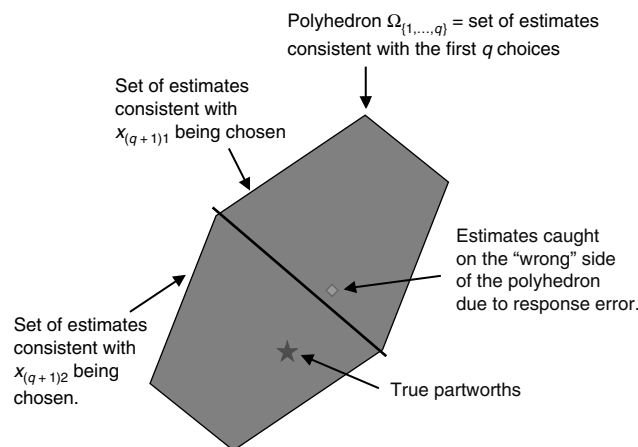 Polyhedron Ω{1,…,q} = set of estimates
consistent with the first q choices
Set of estimates
consistent with
x(q + 1)1
being chosen
Estimates caught
on the “wrong” side
of the polyhedron
due to response error.
Set of estimates
consistent with
x(q + 1)2 being
chosen.
True partworths